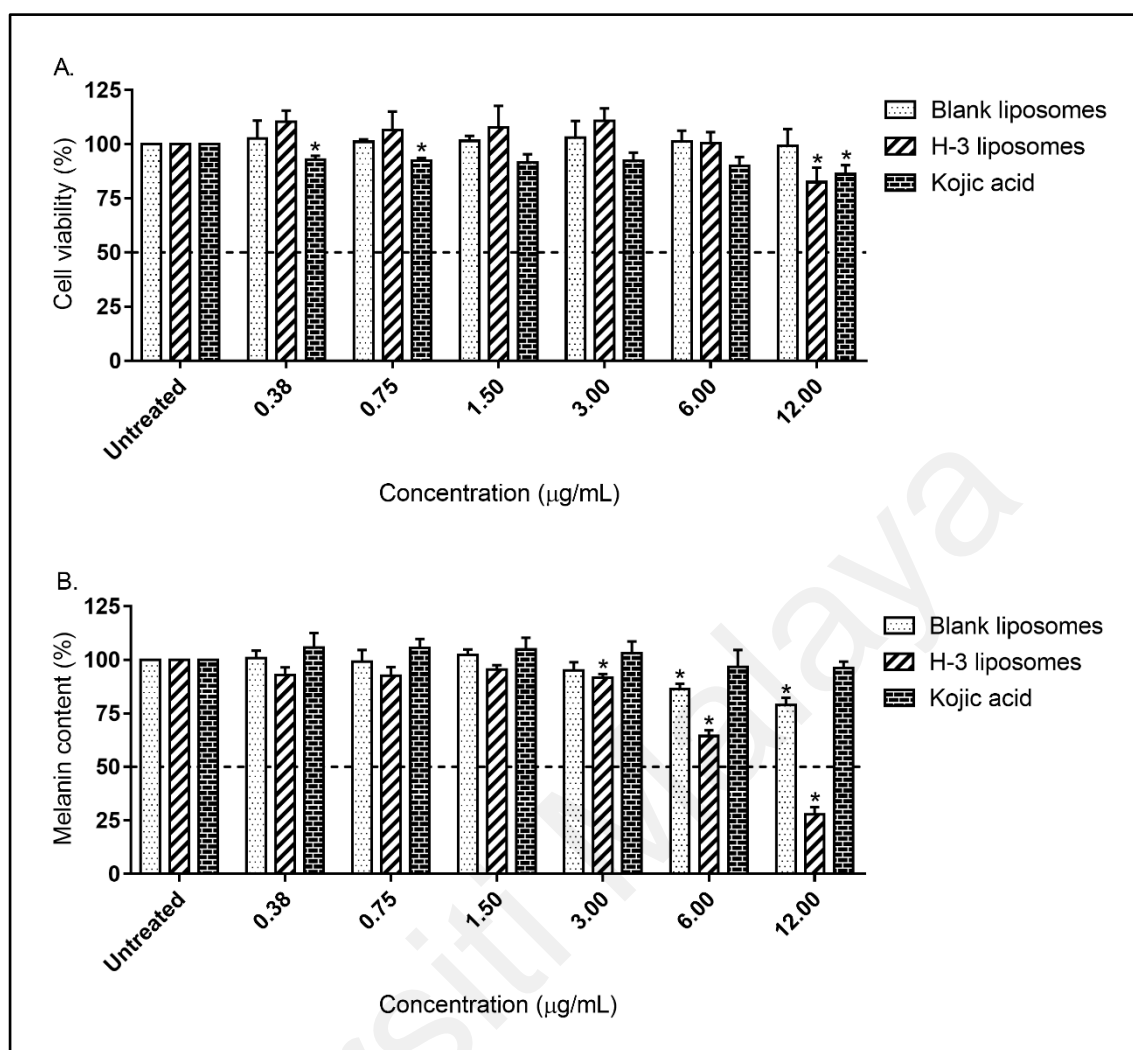 A.
125
100
75
50
25
0
Cell viability (%)
* * * *
Untreated 0.38 0.75 1.50 3.00 6.00 12.00
Concentration (μg/mL)
Blank liposomes
H-3 liposomes
Kojic acid
B.
125
100
75
50
25
0
Melanin content (%)
* * * * *
Untreated 0.38 0.75 1.50 3.00 6.00 12.00
Concentration (μg/mL)
Blank liposomes
H-3 liposomes
Kojic acid
rsiti Malaya